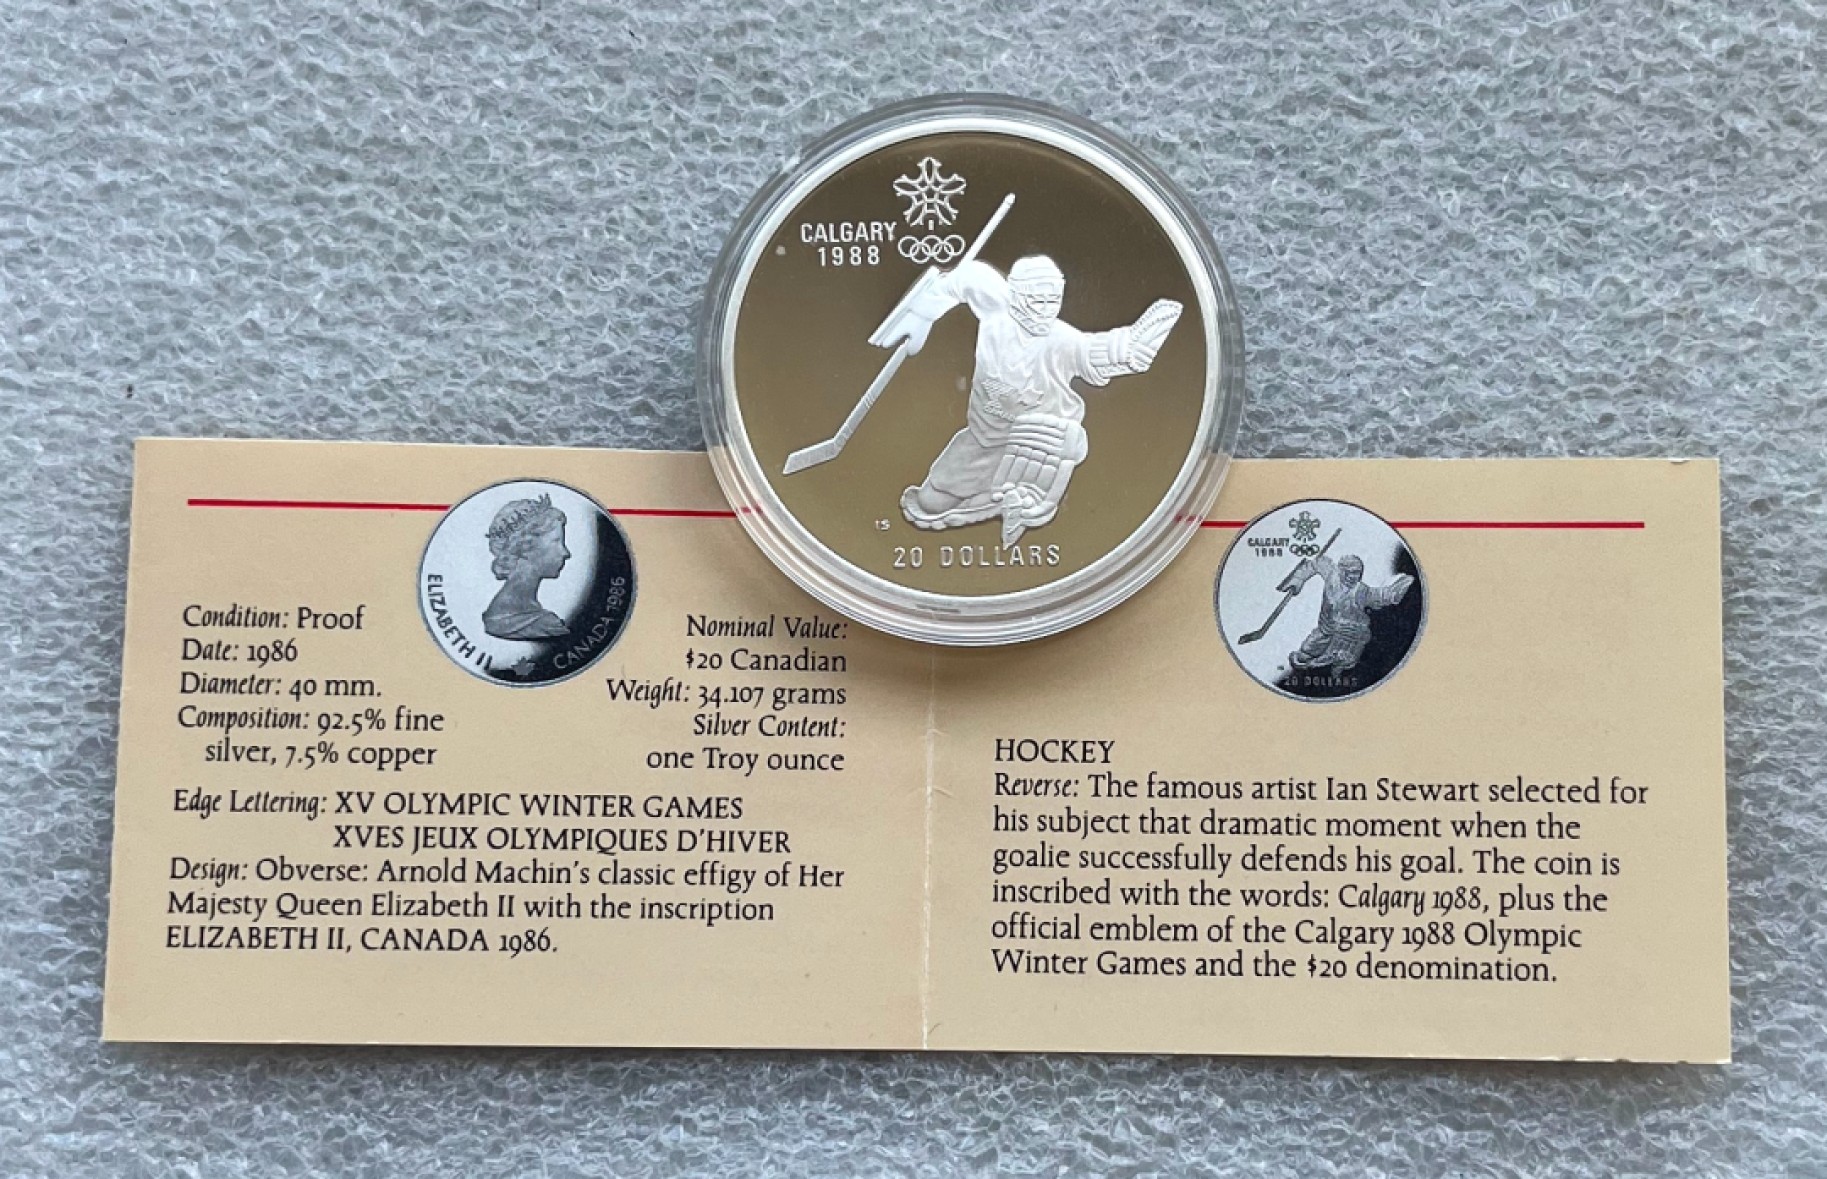 CALGARY
1988
IS
20 DOLLARS
ELIZABETH II
CANADA 1986
Condition: Proof
Date: 1986
Diameter: 40 mm.
Composition: 92.5% fine
silver, 7.5% copper
Nominal Value:
$20 Canadian
Weight: 34.107 grams
Silver Content:
one Troy ounce
Edge Lettering: XV OLYMPIC WINTER GAMES
XVES JEUX OLYMPIQUES D'HIVER
Design: Obverse: Arnold Machin's classic effigy of Her
Majesty Queen Elizabeth II with the inscription
ELIZABETH II, CANADA 1986.
CALGARY
1988
20 DOLLARS
HOCKEY
Reverse: The famous artist Ian Stewart selected for
his subject that dramatic moment when the
goalie successfully defends his goal. The coin is
inscribed with the words: Calgary 1988, plus the
official emblem of the Calgary 1988 Olympic
Winter Games and the $20 denomination.